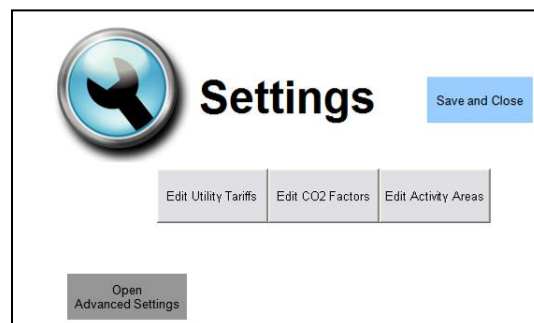 Settings
Save and Close
Edit Utility Tariffs
Edit CO2 Factors
Edit Activity Areas
Open
Advanced Settings